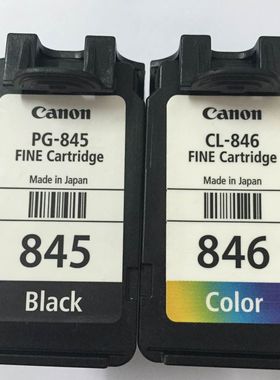 Canon
PG-845
FINE Cartridge
Made in Japan
845
Black
Canon
CL-846
FINE Cartridge
Made in Japan
846
Color